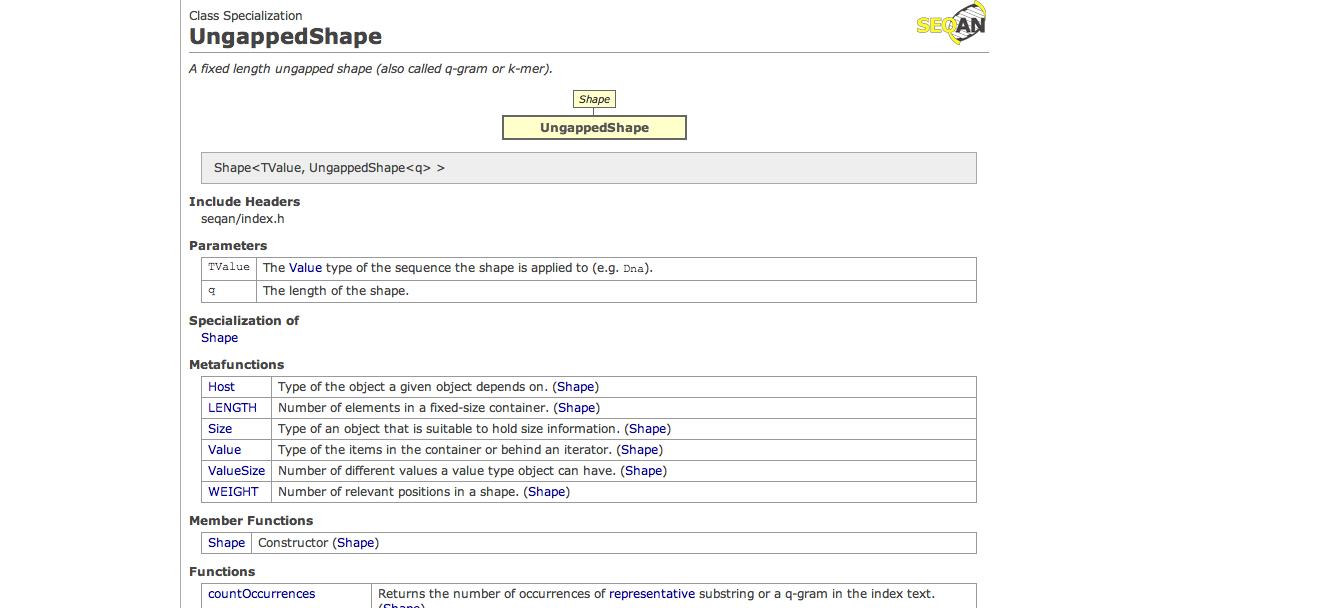 Class Specialization
UngappedShape
SEQAN
A fixed length ungapped shape (also called q-gram or k-mer).
Shape
UngappedShape
Shape<TValue, UngappedShape<q> >
Include Headers
seqan/index.h
Parameters
TValue The Value type of the sequence the shape is applied to (e.g. Dna).
q The length of the shape.
Specialization of
Shape
Metafunctions
Host Type of the object a given object depends on. (Shape)
LENGTH Number of elements in a fixed-size container. (Shape)
Size Type of an object that is suitable to hold size information. (Shape)
Value Type of the items in the container or behind an iterator. (Shape)
ValueSize Number of different values a value type object can have. (Shape)
WEIGHT Number of relevant positions in a shape. (Shape)
Member Functions
Shape Constructor (Shape)
Functions
countOccurrences Returns the number of occurrences of representative substring or a q-gram in the index text.
(Shape)